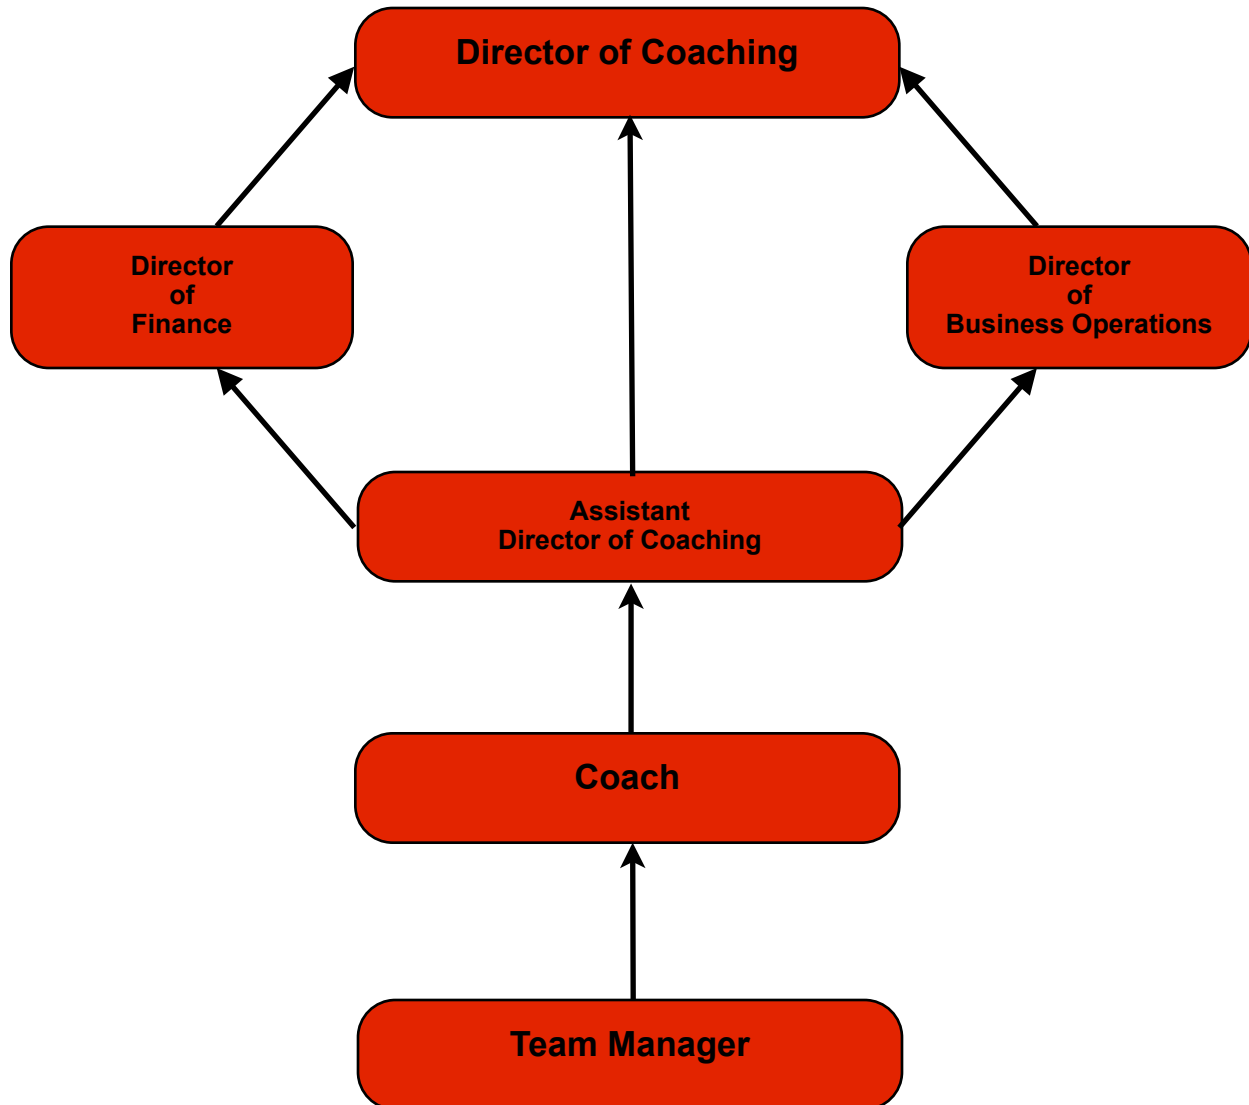 Director of Coaching
Director
of
Finance
Director
of
Business Operations
Assistant
Director of Coaching
Coach
Team Manager